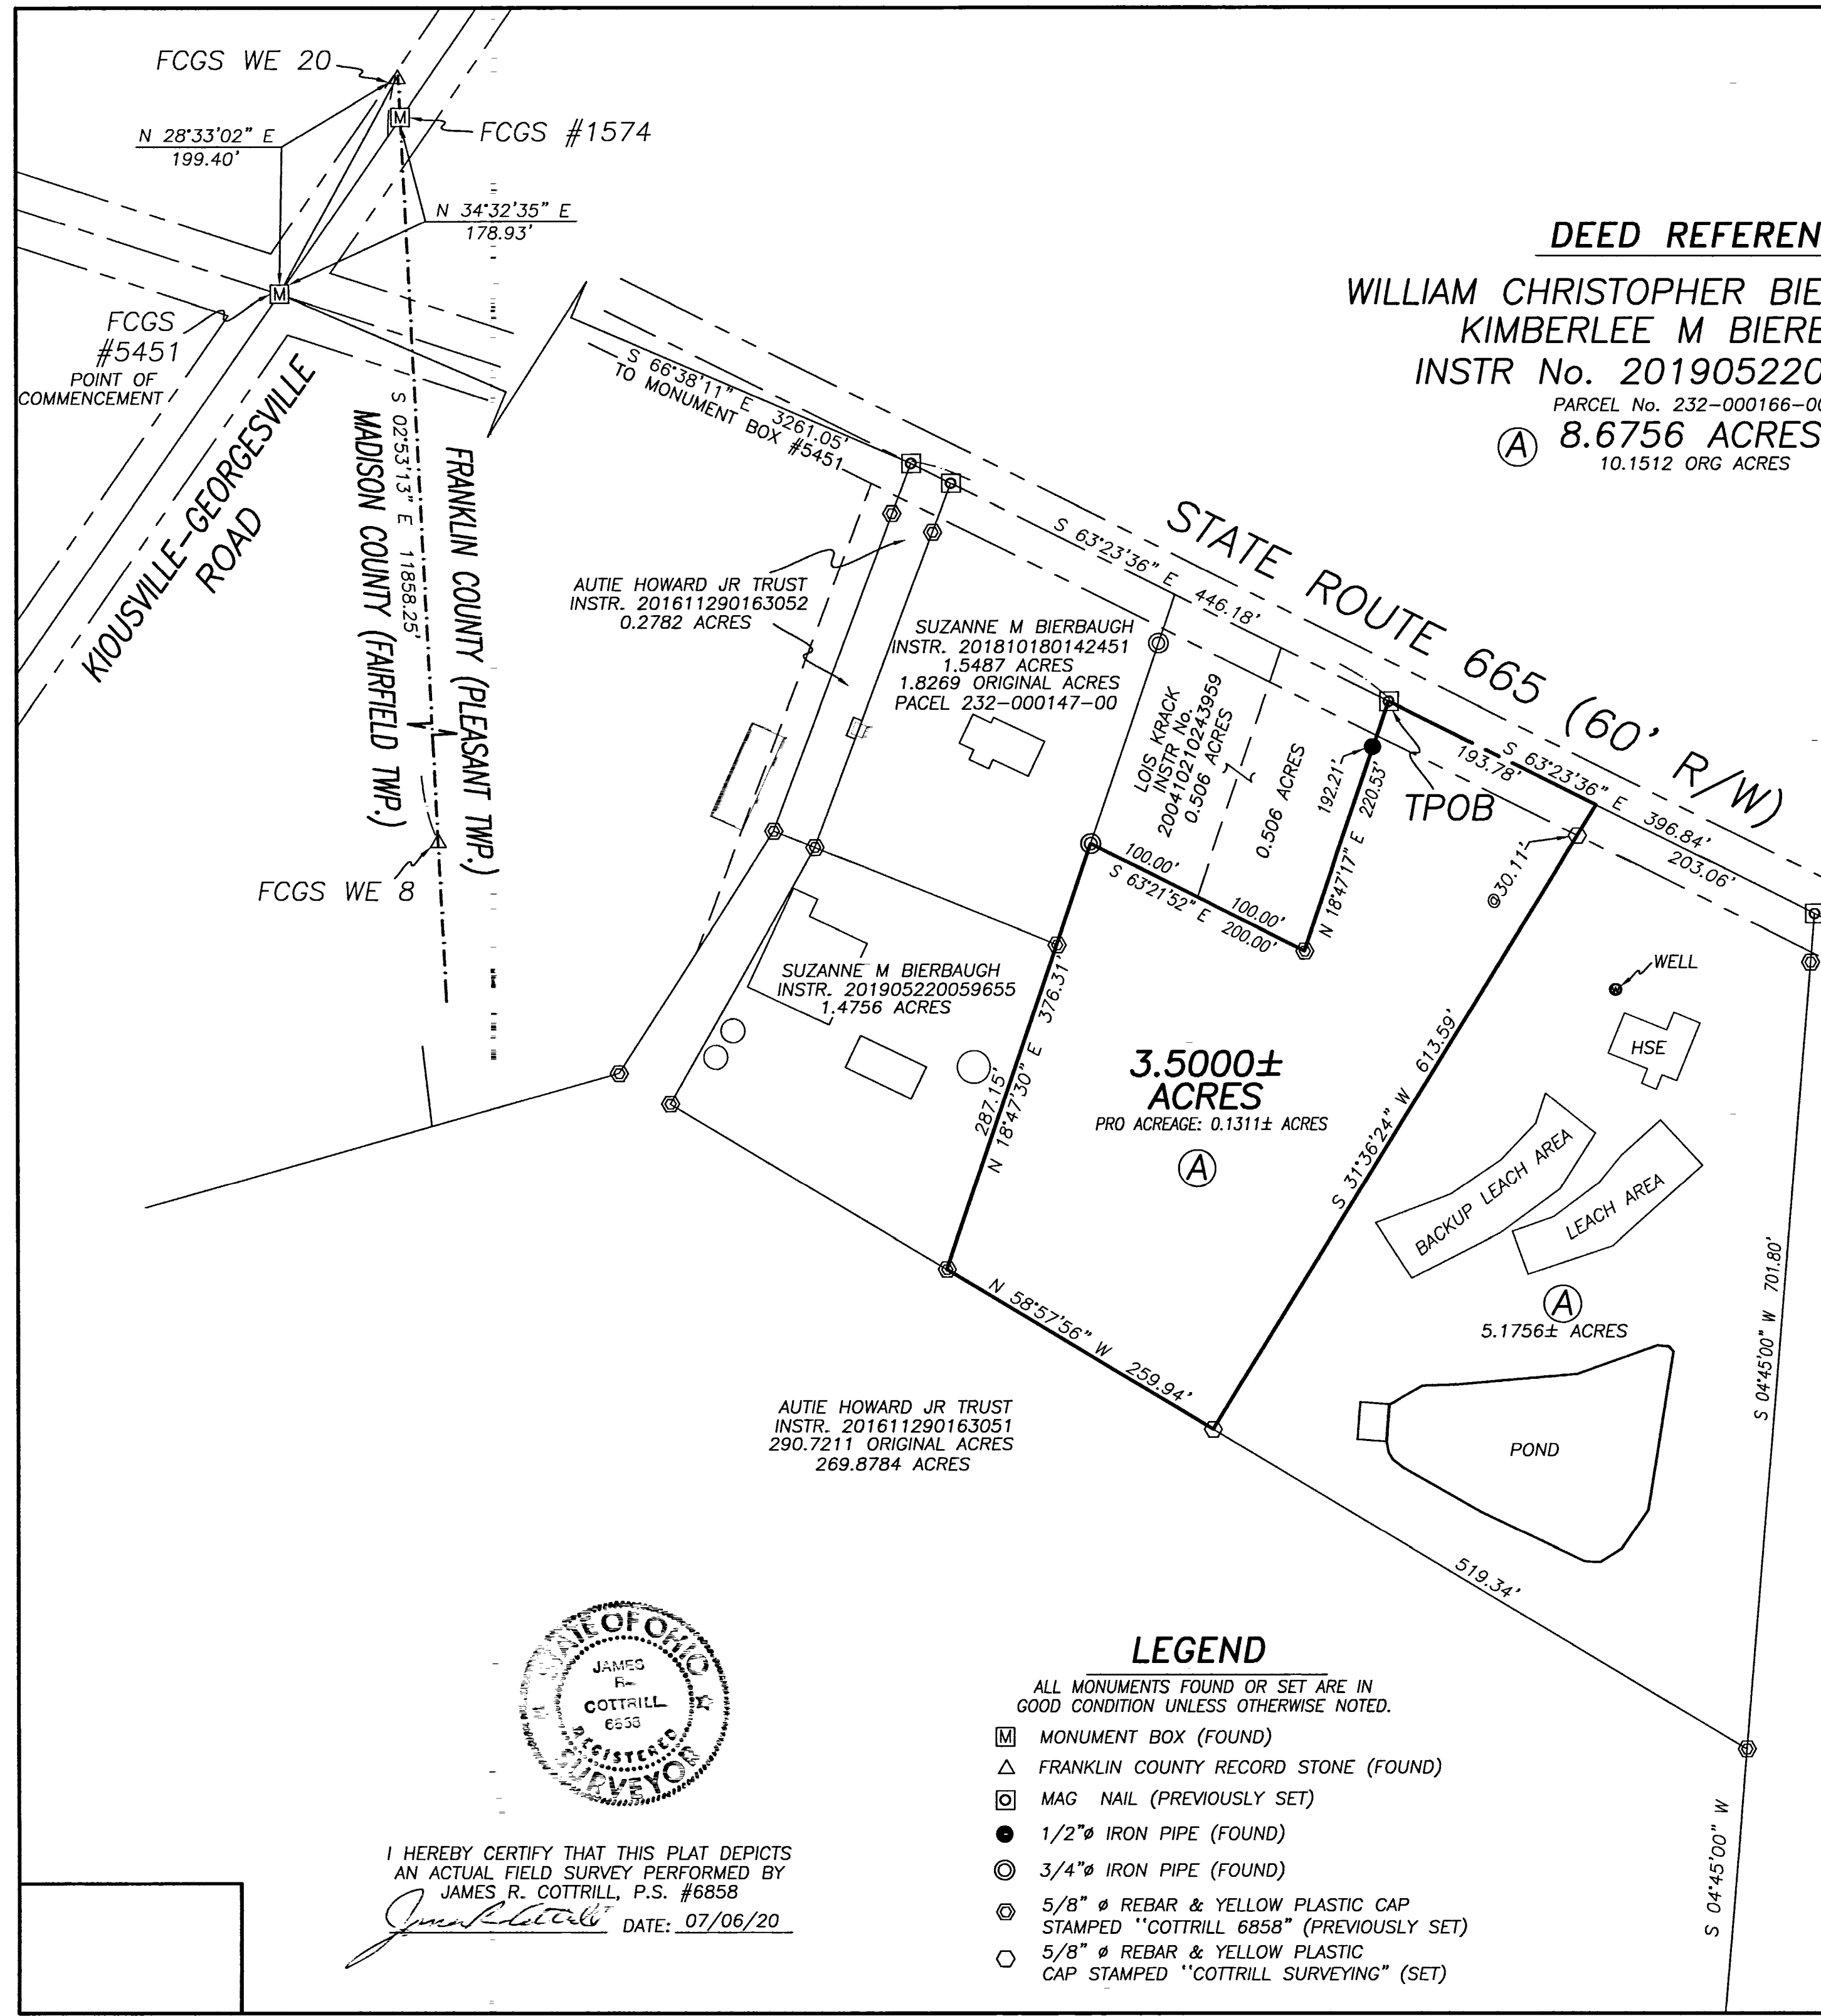 FCGS WE 20
FCGS #1574
N 28°33'02" E
199.40'
N 34°32'35" E
178.93'
FCGS
#5451
POINT OF
COMMENCEMENT
KIOUSVILLE-GEORGESVILLE
ROAD
S 02°53'13" E 11858.25'
MADISON COUNTY (FAIRFIELD TWP.)
FRANKLIN COUNTY (PLEASANT TWP.)
FCGS WE 8
DEED REFEREN
WILLIAM CHRISTOPHER BIE
KIMBERLEE M BIERB
INSTR No. 201905220
PARCEL No. 232-000166-00
A 8.6756 ACRES
10.1512 ORG ACRES
S 66°38'11" E 3261.05'
TO MONUMENT BOX #5451
STATE ROUTE 665 (60' R/W)
S 63°23'36" E 446.18'
AUTIE HOWARD JR TRUST
INSTR. 201611290163052
0.2782 ACRES
SUZANNE M BIERBAUGH
INSTR. 201810180142451
1.5487 ACRES
1.8269 ORIGINAL ACRES
PACEL 232-000147-00
LOIS KRACK
INSTR No.
200410210243959
0.506 ACRES
0.506 ACRES
192.21'
N 18°47'17" E 220.53'
TPOB
193.78'
S 63°23'36" E 396.84'
203.06'
@30.11'
100.00'
100.00'
S 63°21'52" E 200.00'
WELL
HSE
SUZANNE M BIERBAUGH
INSTR. 201905220059655
1.4756 ACRES
287.15'
N 18°47'30" E 376.31'
3.5000±
ACRES
PRO ACREAGE: 0.1311± ACRES
A
S 31°36'24" W 613.59'
BACKUP LEACH AREA
LEACH AREA
A
5.1756± ACRES
S 04°45'00" W 701.80'
N 58°57'56" W 259.94'
POND
AUTIE HOWARD JR TRUST
INSTR. 201611290163051
290.7211 ORIGINAL ACRES
269.8784 ACRES
519.34'
S 04°45'00" W
STATE OF OHIO
JAMES
R.
COTTRILL
6858
REGISTERED
SURVEYOR
I HEREBY CERTIFY THAT THIS PLAT DEPICTS
AN ACTUAL FIELD SURVEY PERFORMED BY
JAMES R. COTTRILL, P.S. #6858
DATE: 07/06/20
LEGEND
ALL MONUMENTS FOUND OR SET ARE IN
GOOD CONDITION UNLESS OTHERWISE NOTED.
M MONUMENT BOX (FOUND)
FRANKLIN COUNTY RECORD STONE (FOUND)
MAG NAIL (PREVIOUSLY SET)
1/2"ø IRON PIPE (FOUND)
3/4"ø IRON PIPE (FOUND)
5/8" ø REBAR & YELLOW PLASTIC CAP
STAMPED "COTTRILL 6858" (PREVIOUSLY SET)
5/8" ø REBAR & YELLOW PLASTIC
CAP STAMPED "COTTRILL SURVEYING" (SET)